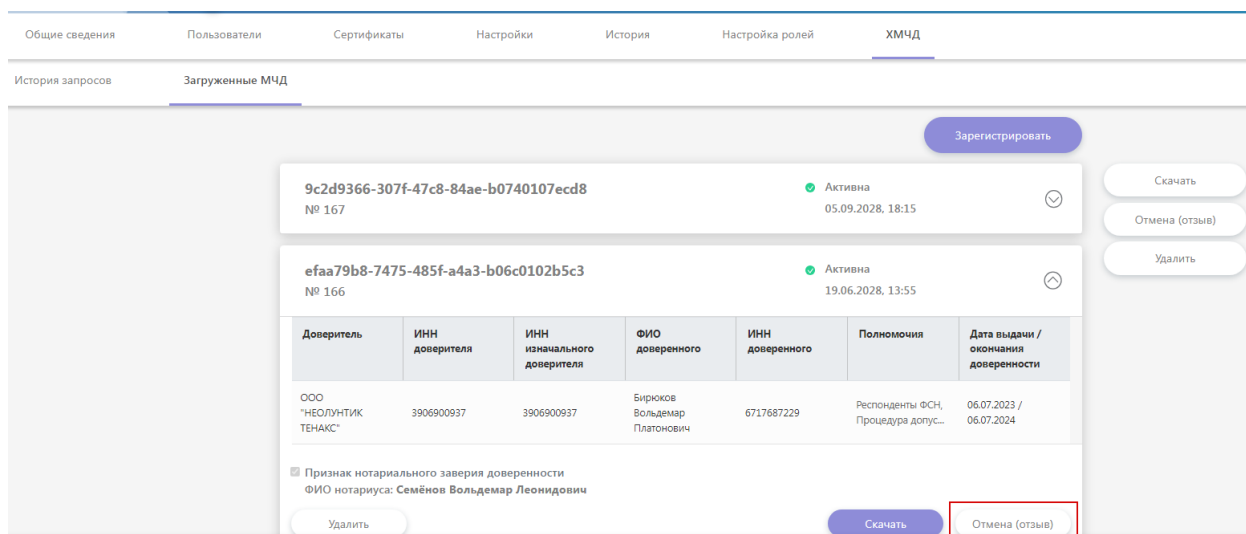 Общие сведения Пользователи Сертификаты Настройки История Настройка ролей ХМЧД
История запросов Загруженные МЧД
Зарегистрировать
9c2d9366-307f-47c8-84ae-b0740107ecd8 Активна
№ 167 05.09.2028, 18:15
Скачать
Отмена (отзыв)
Удалить
efaa79b8-7475-485f-a4a3-b06c0102b5c3 Активна
№ 166 19.06.2028, 13:55
Доверитель ИНН ИНН ФИО ИНН Полномочия Дата выдачи /
доверителя изначального доверенного доверенного окончания
доверителя доверенности
ООО Бирюков
"НЕОЛУНТИК 3906900937 3906900937 Вольдемар 6717687229 Респонденты ФСН, 06.07.2023 /
ТЕНАКС" Платонович Процедура допус... 06.07.2024
Признак нотариального заверия доверенности
ФИО нотариуса: Семёнов Вольдемар Леонидович
Удалить Скачать Отмена (отзыв)